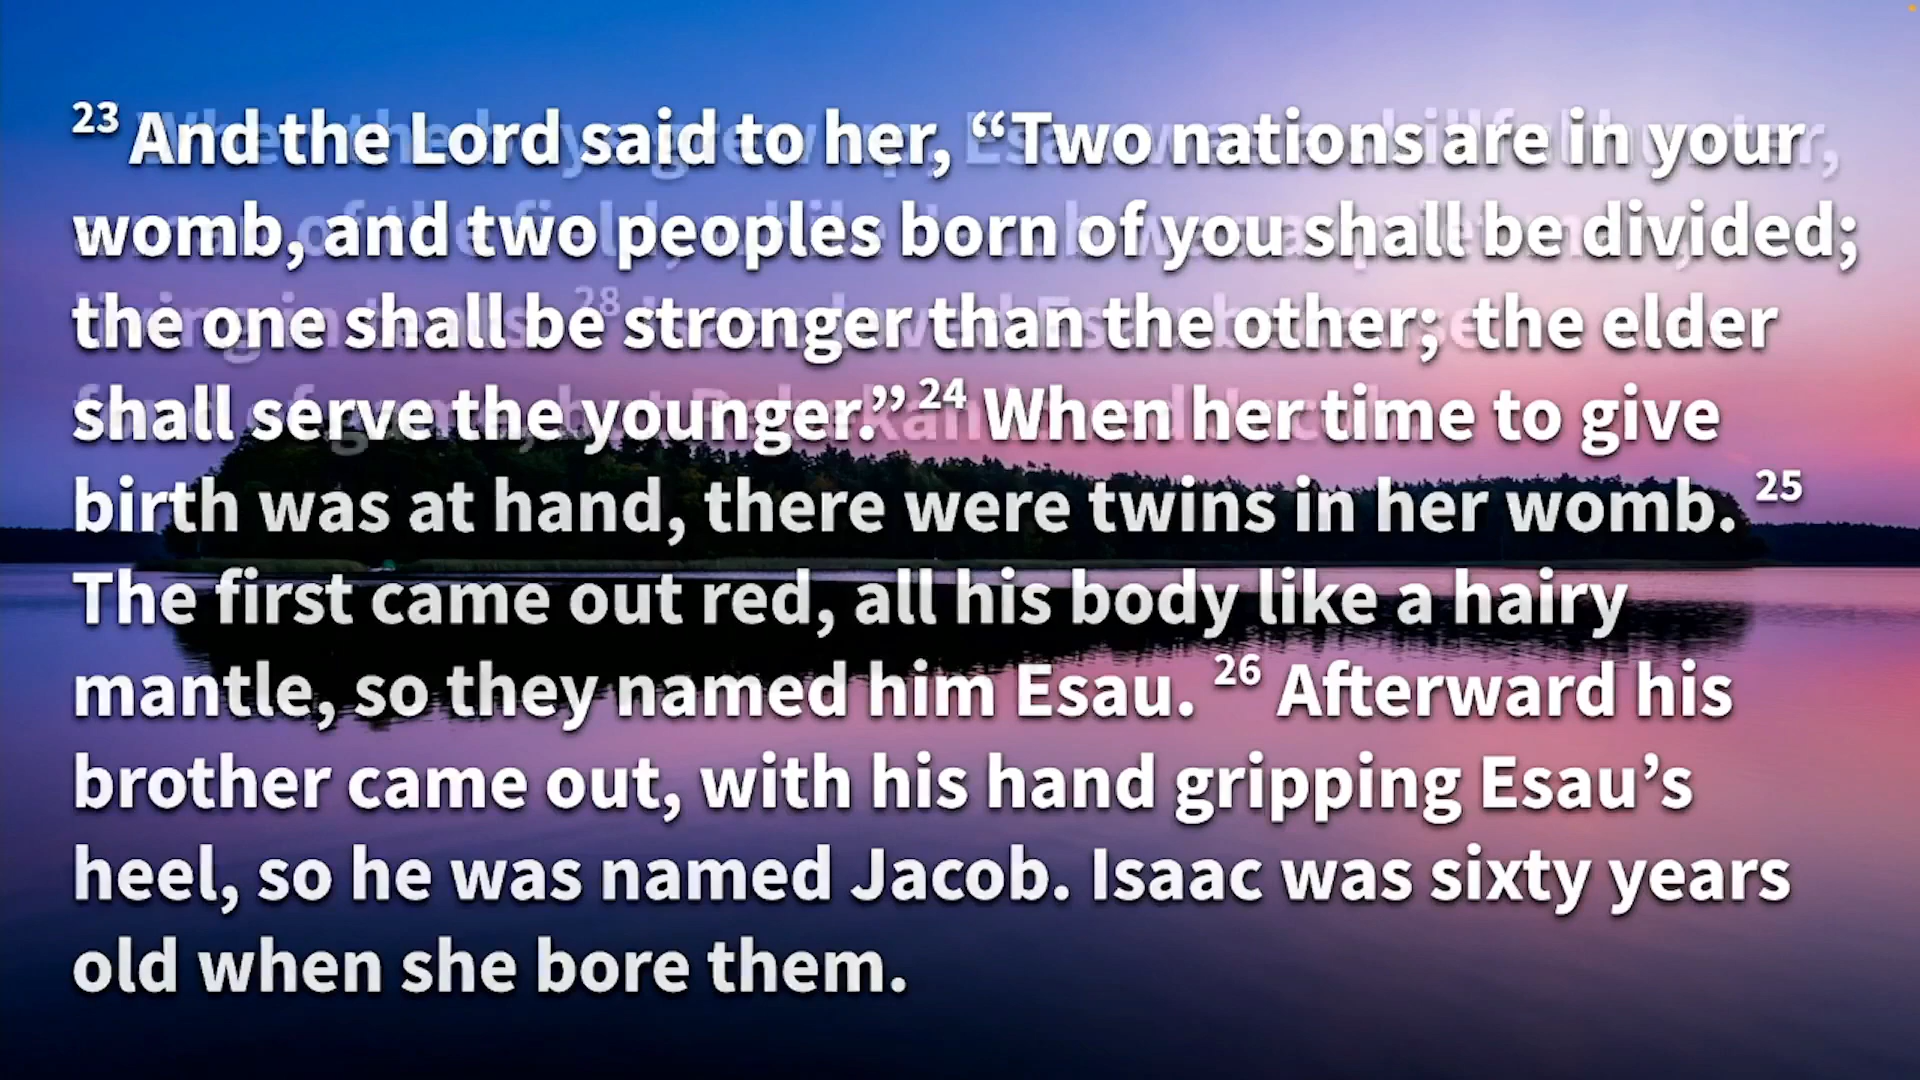 23 And the Lord said to her, “Two nations are in your
womb, and two peoples born of you shall be divided;
the one shall be stronger than the other; the elder
shall serve the younger.” 24 When her time to give
birth was at hand, there were twins in her womb. 25
The first came out red, all his body like a hairy
mantle, so they named him Esau. 26 Afterward his
brother came out, with his hand gripping Esau’s
heel, so he was named Jacob. Isaac was sixty years
old when she bore them.